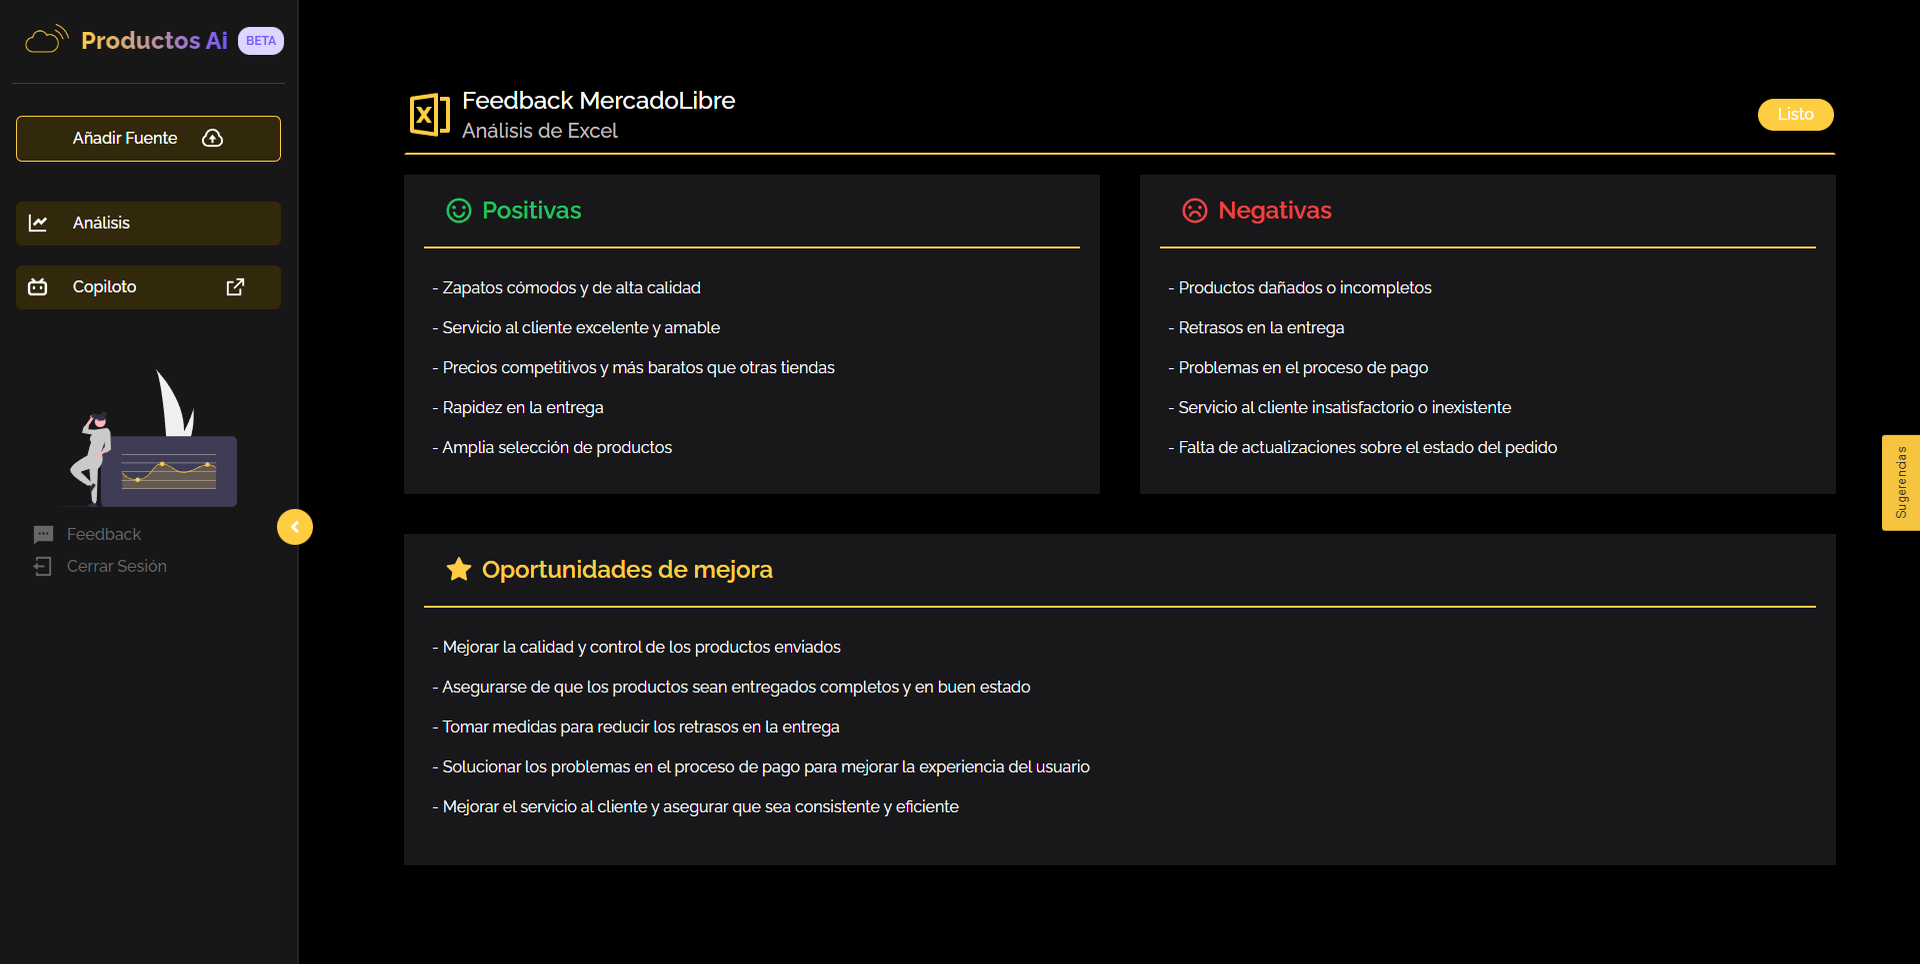 Productos Ai BETA
Añadir Fuente
Análisis
Copiloto
Feedback
Cerrar Sesión
Feedback MercadoLibre
Análisis de Excel
Listo
Positivas
- Zapatos cómodos y de alta calidad
- Servicio al cliente excelente y amable
- Precios competitivos y más baratos que otras tiendas
- Rapidez en la entrega
- Amplia selección de productos
Negativas
- Productos dañados o incompletos
- Retrasos en la entrega
- Problemas en el proceso de pago
- Servicio al cliente insatisfactorio o inexistente
- Falta de actualizaciones sobre el estado del pedido
Oportunidades de mejora
- Mejorar la calidad y control de los productos enviados
- Asegurarse de que los productos sean entregados completos y en buen estado
- Tomar medidas para reducir los retrasos en la entrega
- Solucionar los problemas en el proceso de pago para mejorar la experiencia del usuario
- Mejorar el servicio al cliente y asegurar que sea consistente y eficiente
Sugerencias